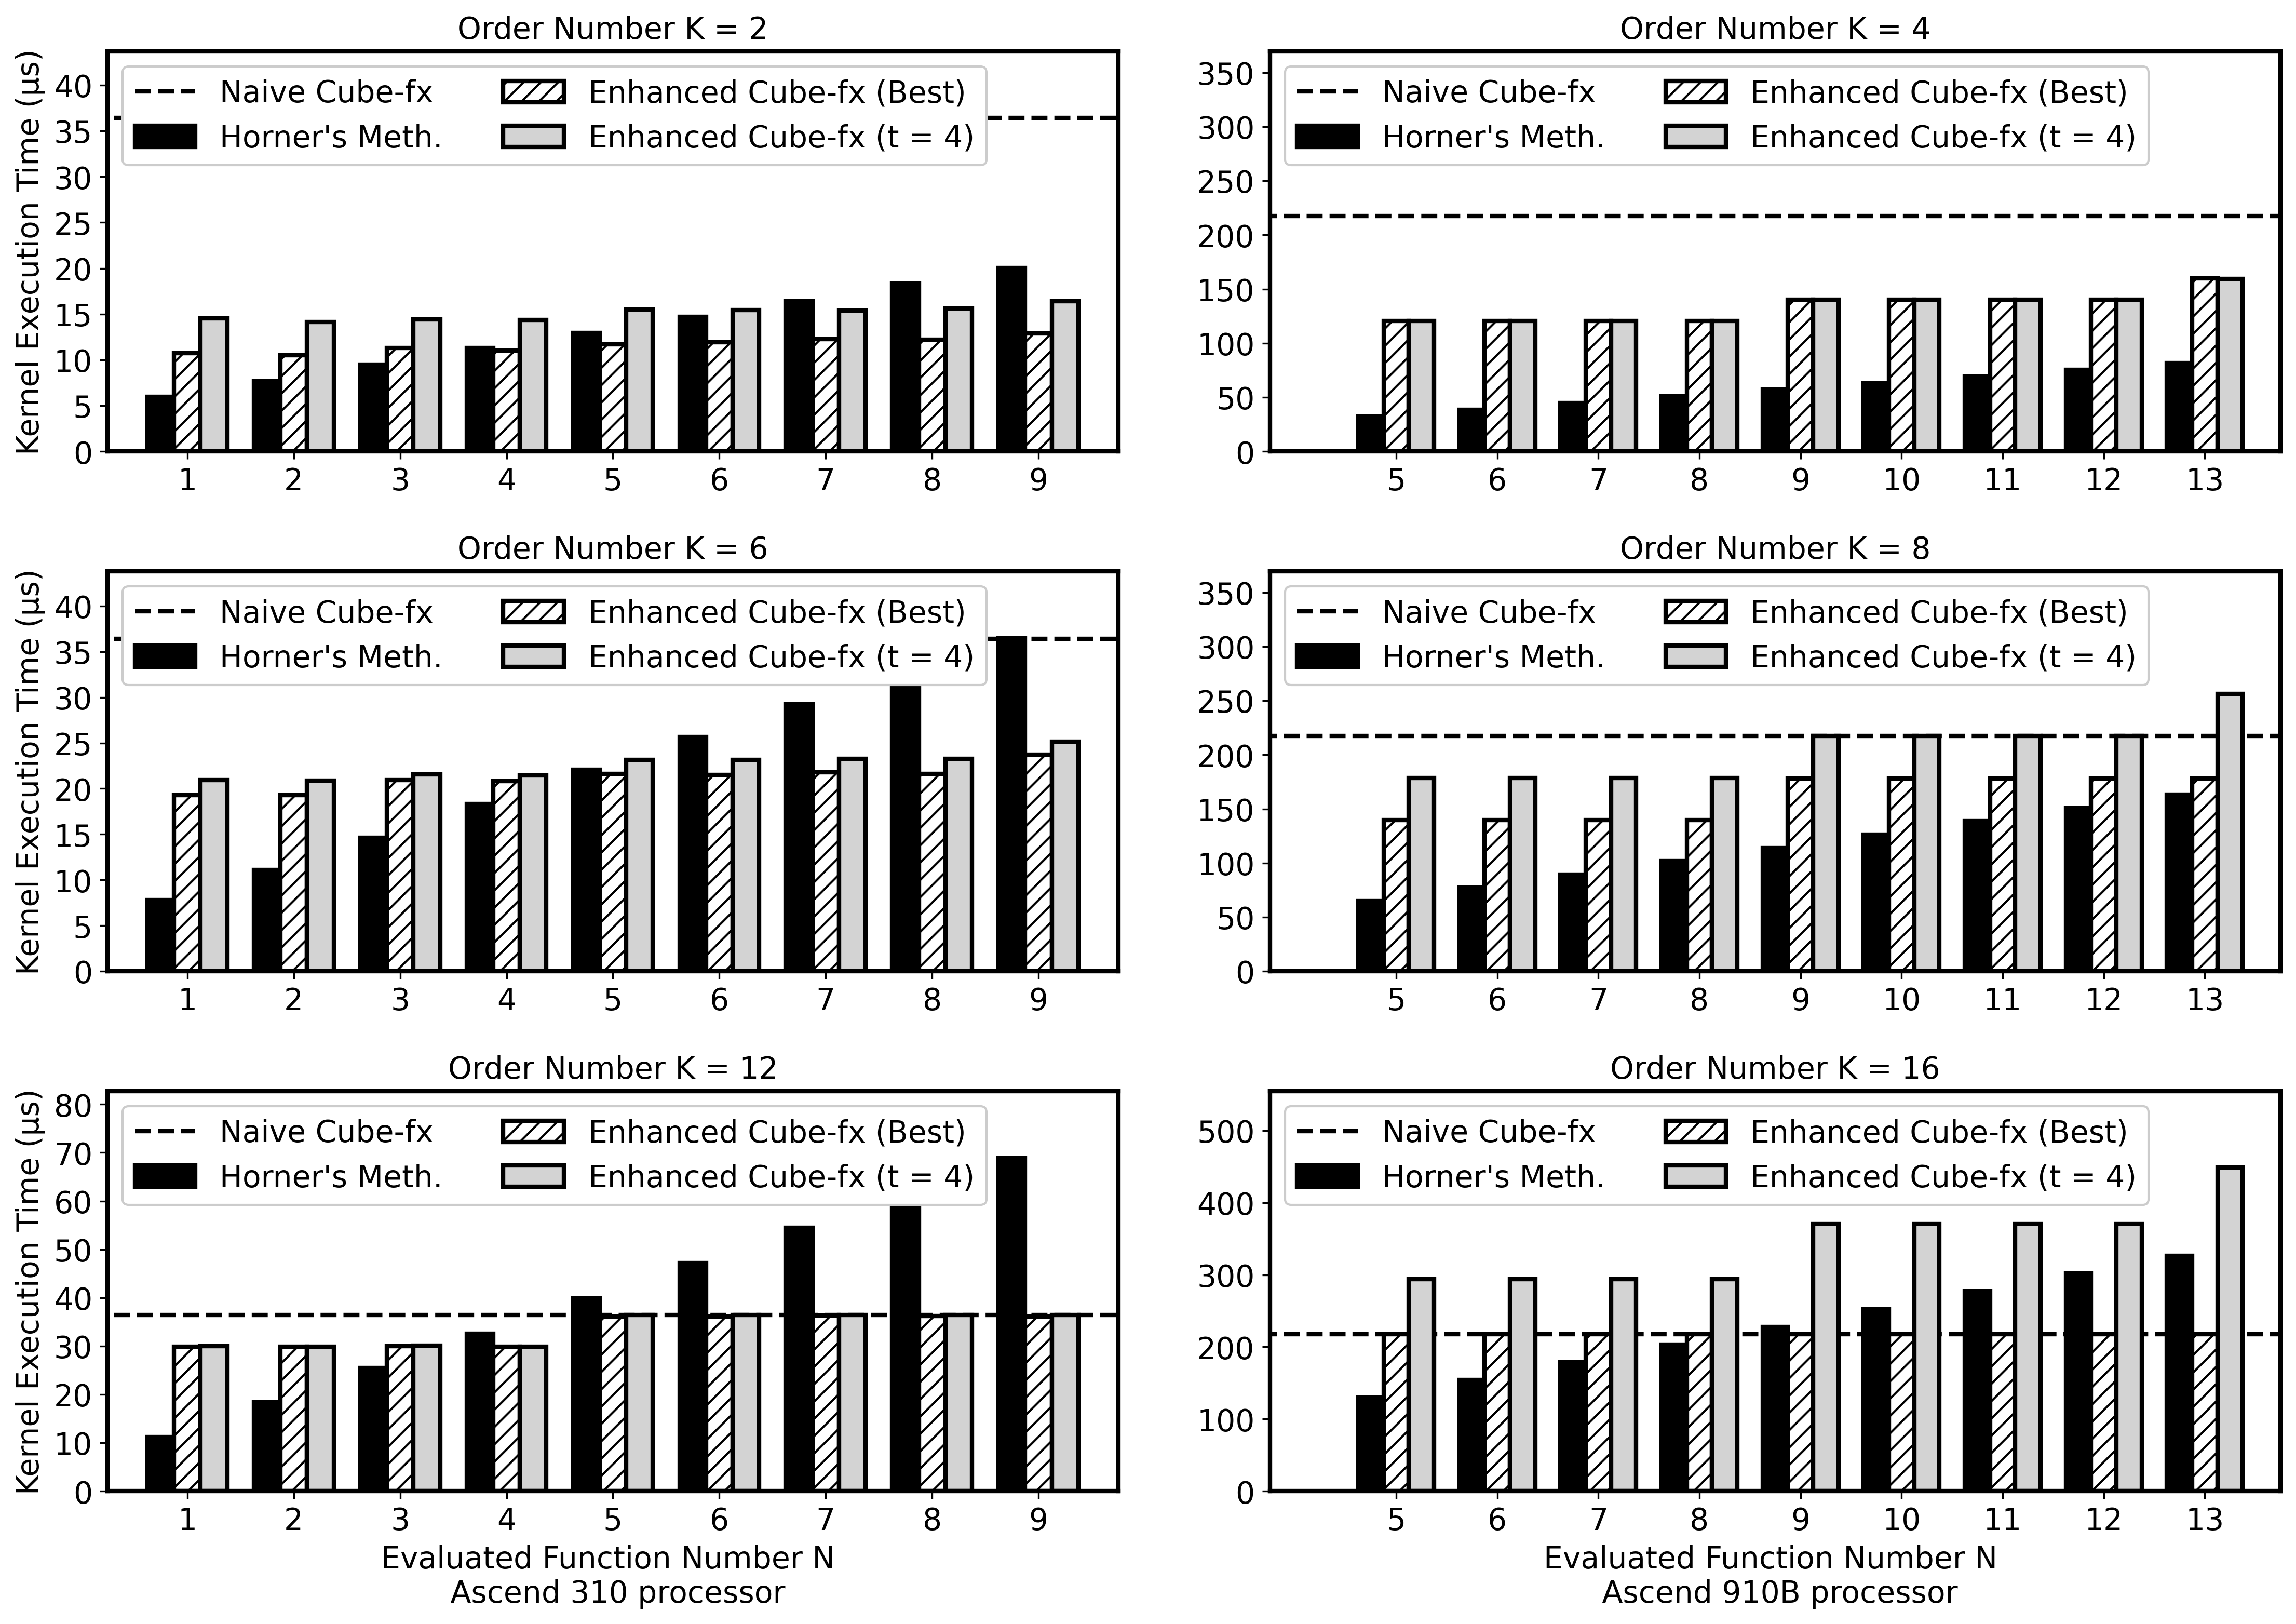 Order Number K = 2
Kernel Execution Time (μs)
40
35
30
25
20
15
10
5
0
Naive Cube-fx
Horner's Meth.
Enhanced Cube-fx (Best)
Enhanced Cube-fx (t = 4)
1 2 3 4 5 6 7 8 9
Order Number K = 4
350
300
250
200
150
100
50
0
Naive Cube-fx
Horner's Meth.
Enhanced Cube-fx (Best)
Enhanced Cube-fx (t = 4)
5 6 7 8 9 10 11 12 13
Order Number K = 6
Kernel Execution Time (μs)
40
35
30
25
20
15
10
5
0
Naive Cube-fx
Horner's Meth.
Enhanced Cube-fx (Best)
Enhanced Cube-fx (t = 4)
1 2 3 4 5 6 7 8 9
Order Number K = 8
350
300
250
200
150
100
50
0
Naive Cube-fx
Horner's Meth.
Enhanced Cube-fx (Best)
Enhanced Cube-fx (t = 4)
5 6 7 8 9 10 11 12 13
Order Number K = 12
Kernel Execution Time (μs)
80
70
60
50
40
30
20
10
0
Naive Cube-fx
Horner's Meth.
Enhanced Cube-fx (Best)
Enhanced Cube-fx (t = 4)
1 2 3 4 5 6 7 8 9
Evaluated Function Number N
Ascend 310 processor
Order Number K = 16
500
400
300
200
100
0
Naive Cube-fx
Horner's Meth.
Enhanced Cube-fx (Best)
Enhanced Cube-fx (t = 4)
5 6 7 8 9 10 11 12 13
Evaluated Function Number N
Ascend 910B processor